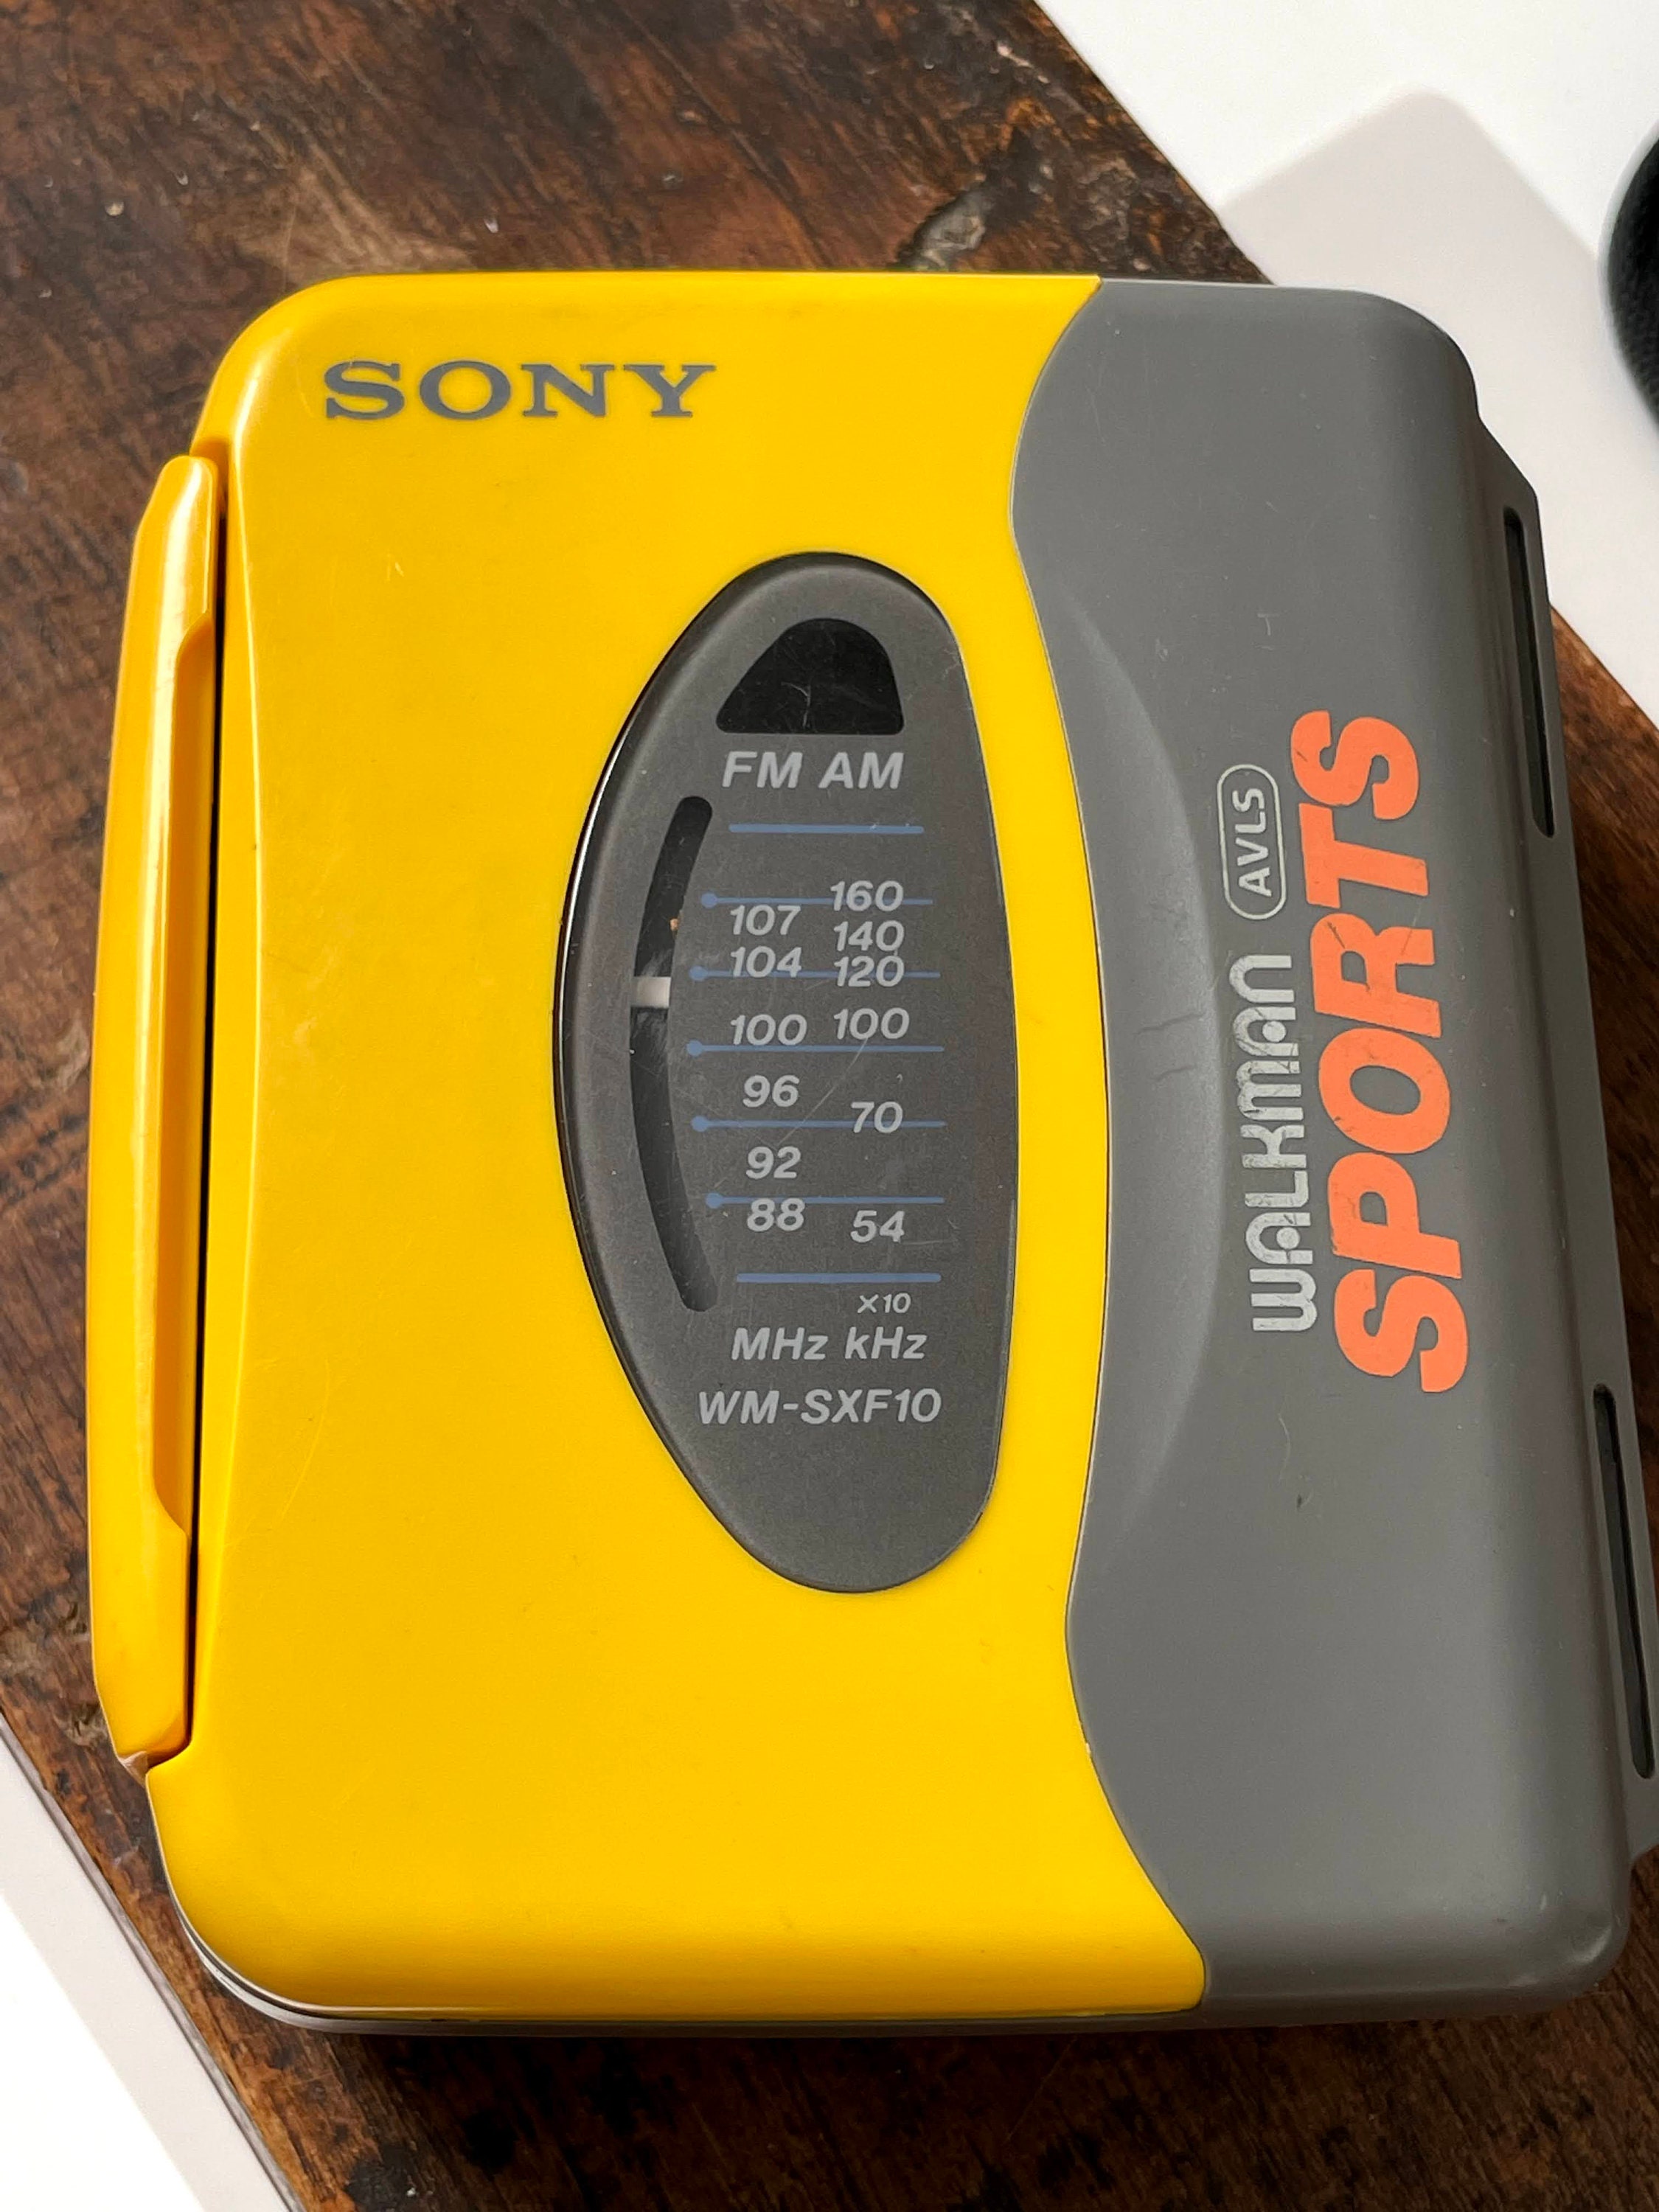 SONY
FM AM
160
107 140
104 120
100 100
96
70
92
88 54
×10
MHz kHz
WM-SXF10
WALKMAN AVLS
SPORTS